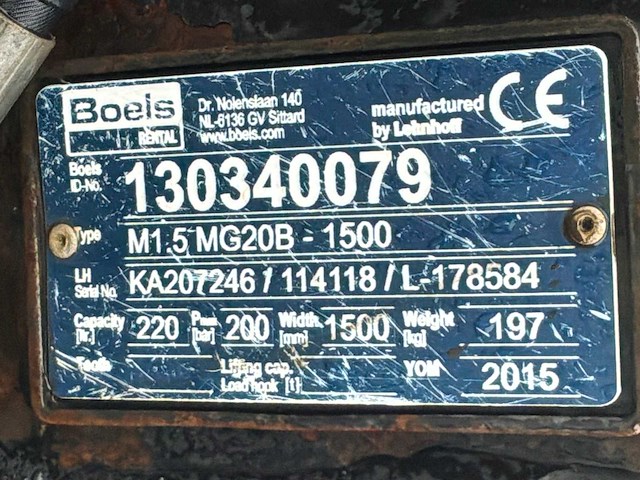 Boels
RENTAL
Dr. Nolenslaan 140
NL-6136 GV Sittard
www.boels.com
manufactured
by Lehnhoff
CE
Boels
ID-No.
130340079
Type
M1.5 MG20B - 1500
LH
Serial No.
KA207246 / 114118 / L-178584
Capacity
[ltr.]
220
Pmax
[bar]
200
Width
[mm]
1500
Weight
[kg]
197
Teeth
Lifting cap.
Load hook [t]
YOM
2015